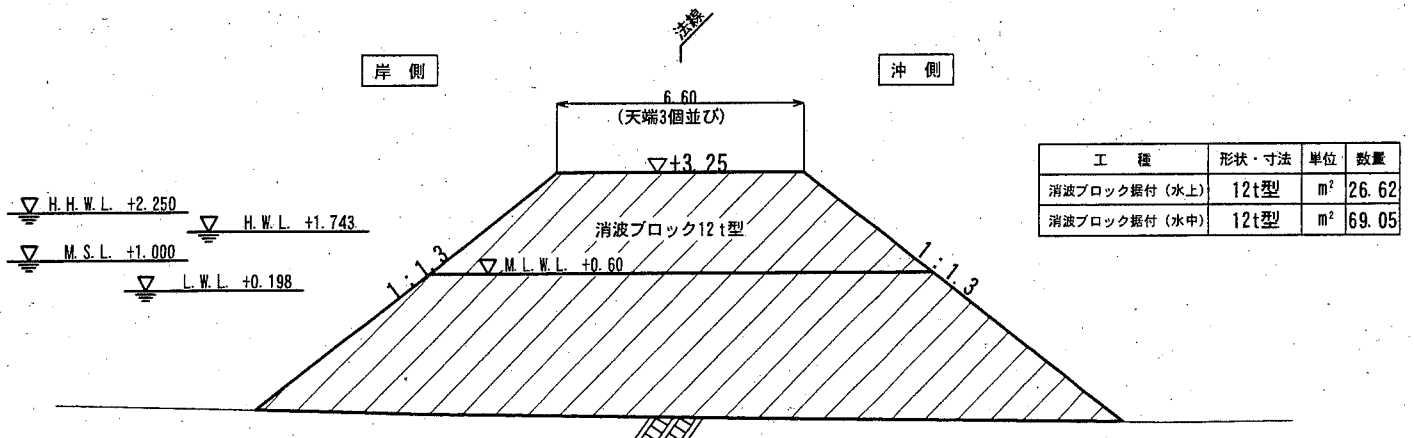 法線
岸 側
沖 側
6.60
(天端3個並び)
▽+3.25
工 種 形状・寸法 単位 数量
消波ブロック据付(水上) 12t型 m² 26.62
消波ブロック据付(水中) 12t型 m² 69.05
H.H.W.L. +2.250
H.W.L. +1.743
M.S.L. +1.000
L.W.L. +0.198
消波ブロック12t型
M.L.W.L. +0.60
1:1.3
1:1.3